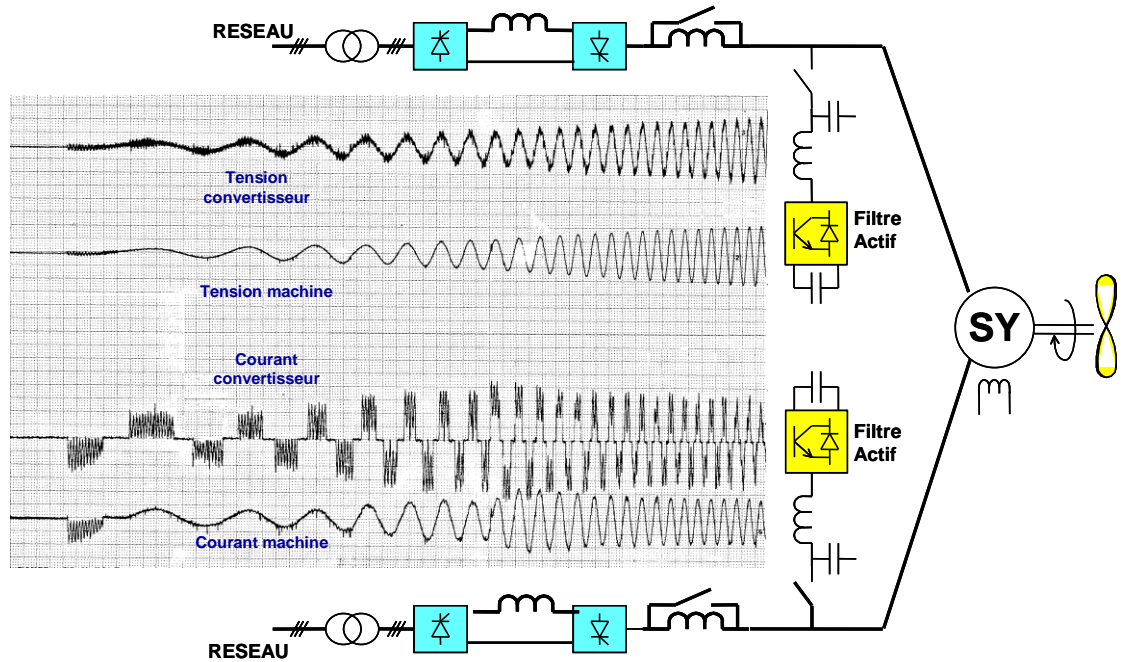 RESEAU
Tension
convertisseur
Tension machine
Courant
convertisseur
Courant machine
Filtre
Actif
SY
Filtre
Actif
RESEAU